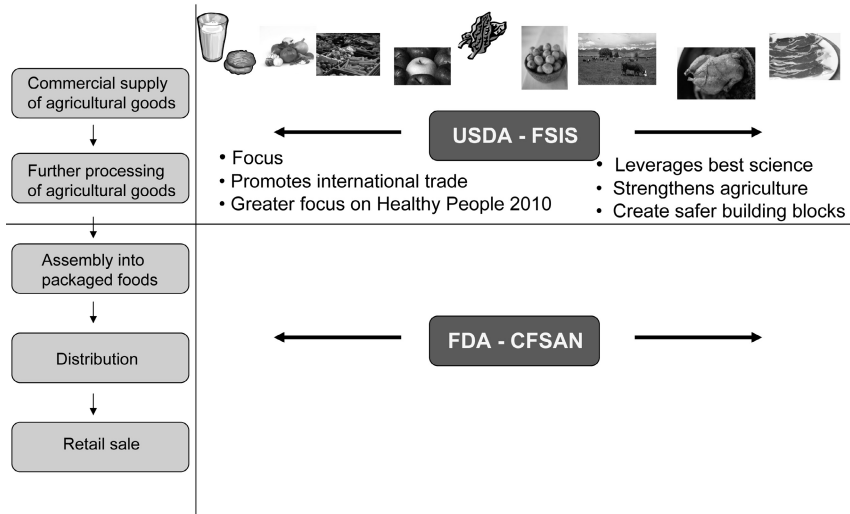 Commercial supply
of agricultural goods
Further processing
of agricultural goods
Assembly into
packaged foods
Distribution
Retail sale
USDA - FSIS
• Focus
• Promotes international trade
• Greater focus on Healthy People 2010
• Leverages best science
• Strengthens agriculture
• Create safer building blocks
FDA - CFSAN